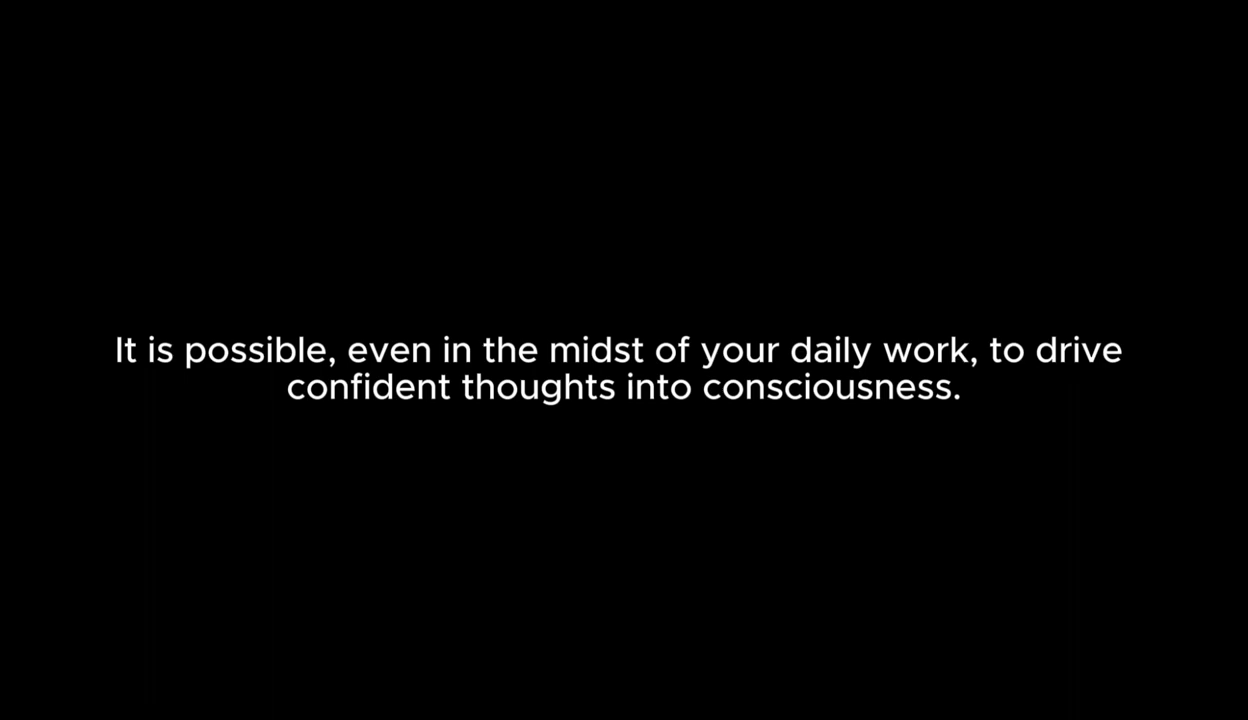 It is possible, even in the midst of your daily work, to drive
confident thoughts into consciousness.